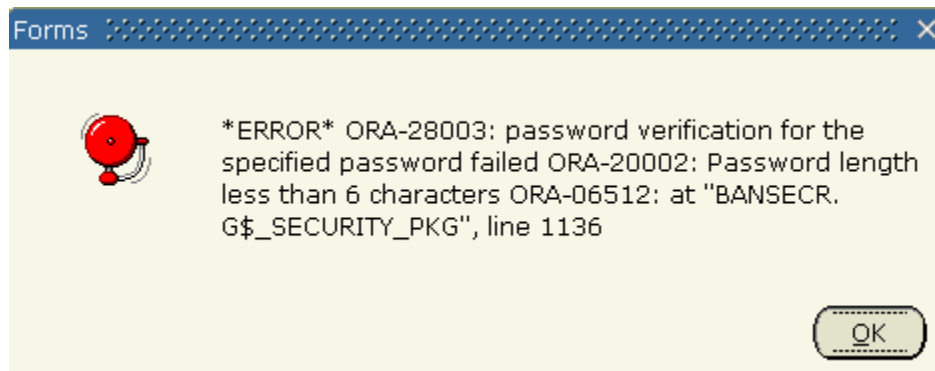 Forms
*ERROR* ORA-28003: password verification for the
specified password failed ORA-20002: Password length
less than 6 characters ORA-06512: at "BANSECR.
G$_SECURITY_PKG", line 1136
OK